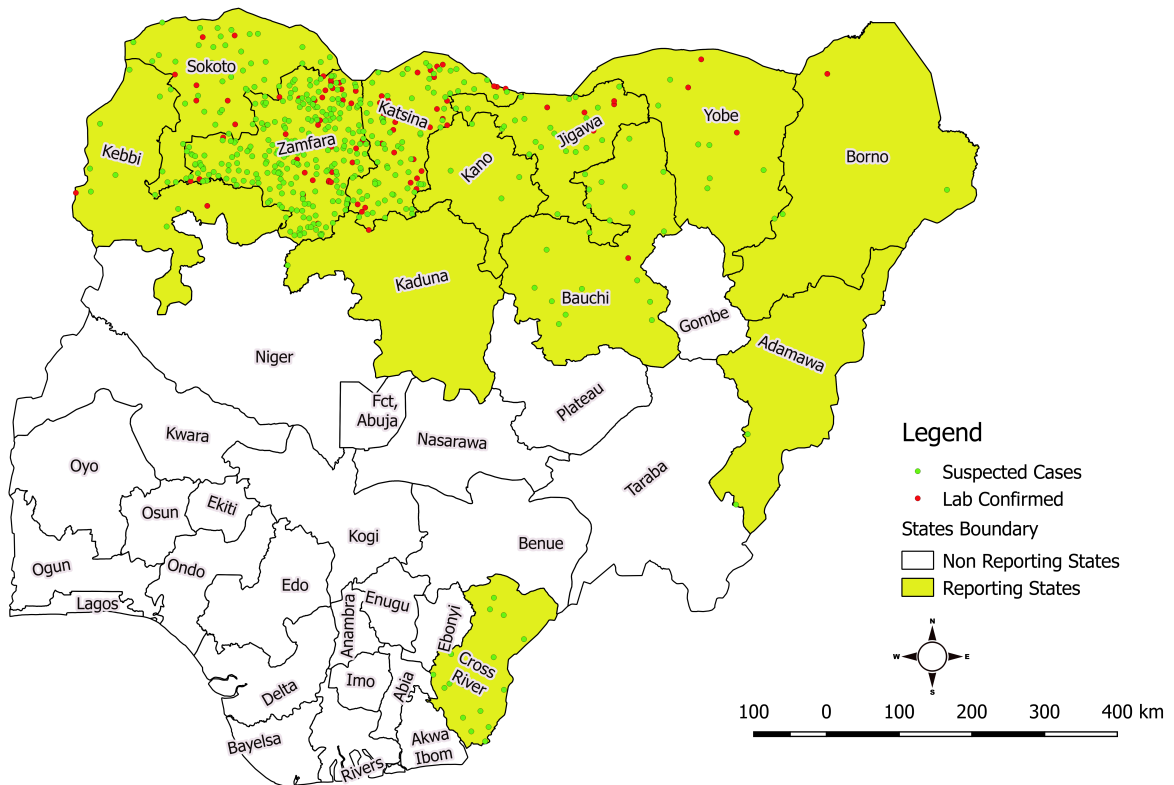 Sokoto
Katsina
Zamfara
Kebbi
Kano
Jigawa
Yobe
Borno
Kaduna
Bauchi
Gombe
Adamawa
Niger
Fct,
Abuja
Plateau
Nasarawa
Kwara
Oyo
Taraba
Osun
Ekiti
Kogi
Benue
Ogun
Ondo
Edo
Lagos
Anambra
Enugu
Ebonyi
Cross
River
Imo
Abia
Delta
Bayelsa
Rivers
Akwa
Ibom
Legend
Suspected Cases
Lab Confirmed
States Boundary
Non Reporting States
Reporting States
N
W E
S
100 0 100 200 300 400 km